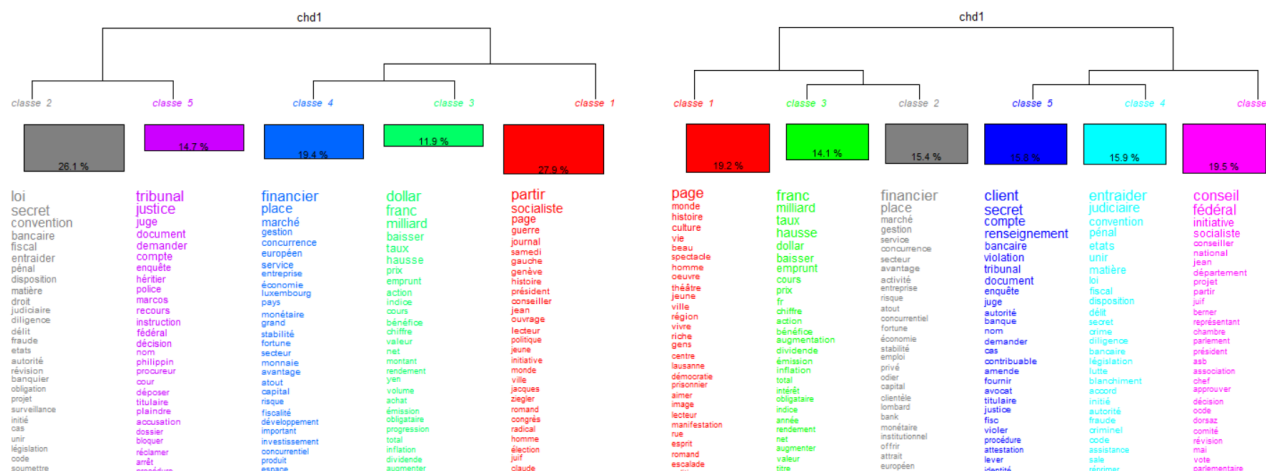 chd1
classe 2
classe 5
classe 4
classe 3
classe 1
26.1 %
14.7 %
19.4 %
11.9 %
27.9 %
loi
secret
convention
bancaire
fiscal
entraider
pénal
disposition
matière
droit
judiciaire
diligence
délit
fraude
etats
autorité
révision
banquier
obligation
projet
surveillance
initié
cas
unir
législation
code
soumettre
tribunal
justice
juge
document
demander
compte
enquête
héritier
police
marcos
recours
instruction
fédéral
décision
nom
philippin
procureur
cour
déposer
titulaire
plaindre
accusation
dossier
bloquer
réclamer
arrêt
financier
place
marché
gestion
concurrence
européen
service
entreprise
économie
luxembourg
pays
monétaire
grand
stabilité
fortune
secteur
monnaie
avantage
atout
capital
risque
fiscalité
développement
important
investissement
concurrentiel
produit
espace
dollar
franc
milliard
baisser
taux
hausse
prix
emprunt
action
indice
cours
bénéfice
chiffre
valeur
net
montant
rendement
yen
volume
achat
émission
obligataire
progression
total
inflation
dividende
augmenter
partir
socialiste
page
guerre
journal
samedi
gauche
genève
histoire
président
conseiller
jean
ouvrage
lecteur
politique
jeune
initiative
monde
ville
jacques
ziegler
romand
congrès
radical
homme
élection
juif
claude
chd1
classe 1
classe 3
classe 2
classe 5
classe 4
classe
19.2 %
14.1 %
15.4 %
15.9 %
19.5 %
page
monde
histoire
culture
vie
beau
spectacle
homme
oeuvre
théâtre
jeune
ville
région
vivre
riche
gens
centre
lausanne
démocratie
prisonnier
aimer
image
lecteur
manifestation
rue
esprit
romand
escalade
franc
milliard
taux
hausse
dollar
baisser
emprunt
cours
prix
fr
chiffre
action
bénéfice
augmentation
dividende
émission
inflation
total
intérêt
obligataire
indice
année
rendement
net
augmenter
valeur
titre
financier
place
marché
gestion
service
concurrence
secteur
avantage
activité
entreprise
risque
atout
concurrentiel
fortune
économie
stabilité
emploi
privé
odier
capital
clientèle
lombard
bank
monétaire
institutionnel
offrir
attrait
européen
client
secret
compte
renseignement
bancaire
violation
tribunal
document
enquête
juge
autorité
banque
nom
demander
cas
contribuable
amende
fournir
avocat
titulaire
justice
fisc
violer
procédure
attestation
lever
identité
entraider
judiciaire
convention
pénal
etats
unir
matière
loi
fiscal
disposition
délit
secret
crime
diligence
bancaire
législation
lutte
blanchiment
accord
initié
autorité
fraude
criminel
code
assistance
sale
réprimer
conseil
fédéral
initiative
socialiste
conseiller
national
jean
département
projet
partir
juif
berner
représentant
chambre
parlement
président
asb
association
chef
approuver
décision
code
dorsaz
comité
révision
mai
vote
parlementaire